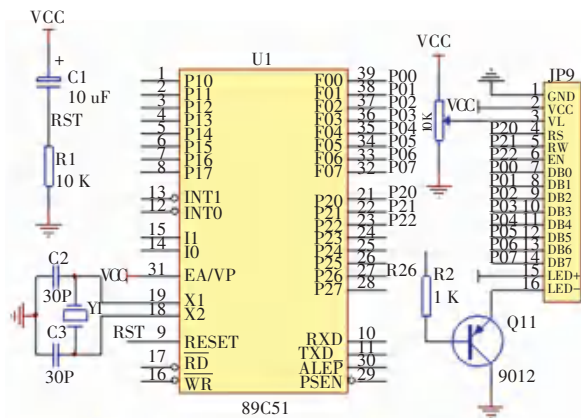 VCC
C1
10 uF
RST
R1
10 K
C2
30P
Y1
C3
30P
VCC
RST
U1
1 P10
2 P11
3 P12
4 P13
5 P14
6 P15
7 P16
8 P17
13 INT1
12 INT0
15 I1
14 I0
31 EA/VP
19 X1
18 X2
9 RESET
17 RD
16 WR
F00 39 P00
F01 38 P01
F02 37 P02
F03 36 P03
F04 35 P04
F05 34 P05
F06 33 P06
F07 32 P07
P20 21 P20
P21 22 P21
P22 23 P22
P23 24
P24 25
P25 26
P26 27 R26
P27 28
RXD 10
TXD 11
ALEP 30
PSEN 29
89C51
VCC
10K
VCC
R2
1 K
Q11
9012
JP9
1 GND
2 VCC
3 VL
P20 4 RS
P21 5 RW
P22 6 EN
P00 7 DB0
P01 8 DB1
P02 9 DB2
P03 10 DB3
P04 11 DB4
P05 12 DB5
P06 13 DB6
P07 14 DB7
15 LED+
16 LED-